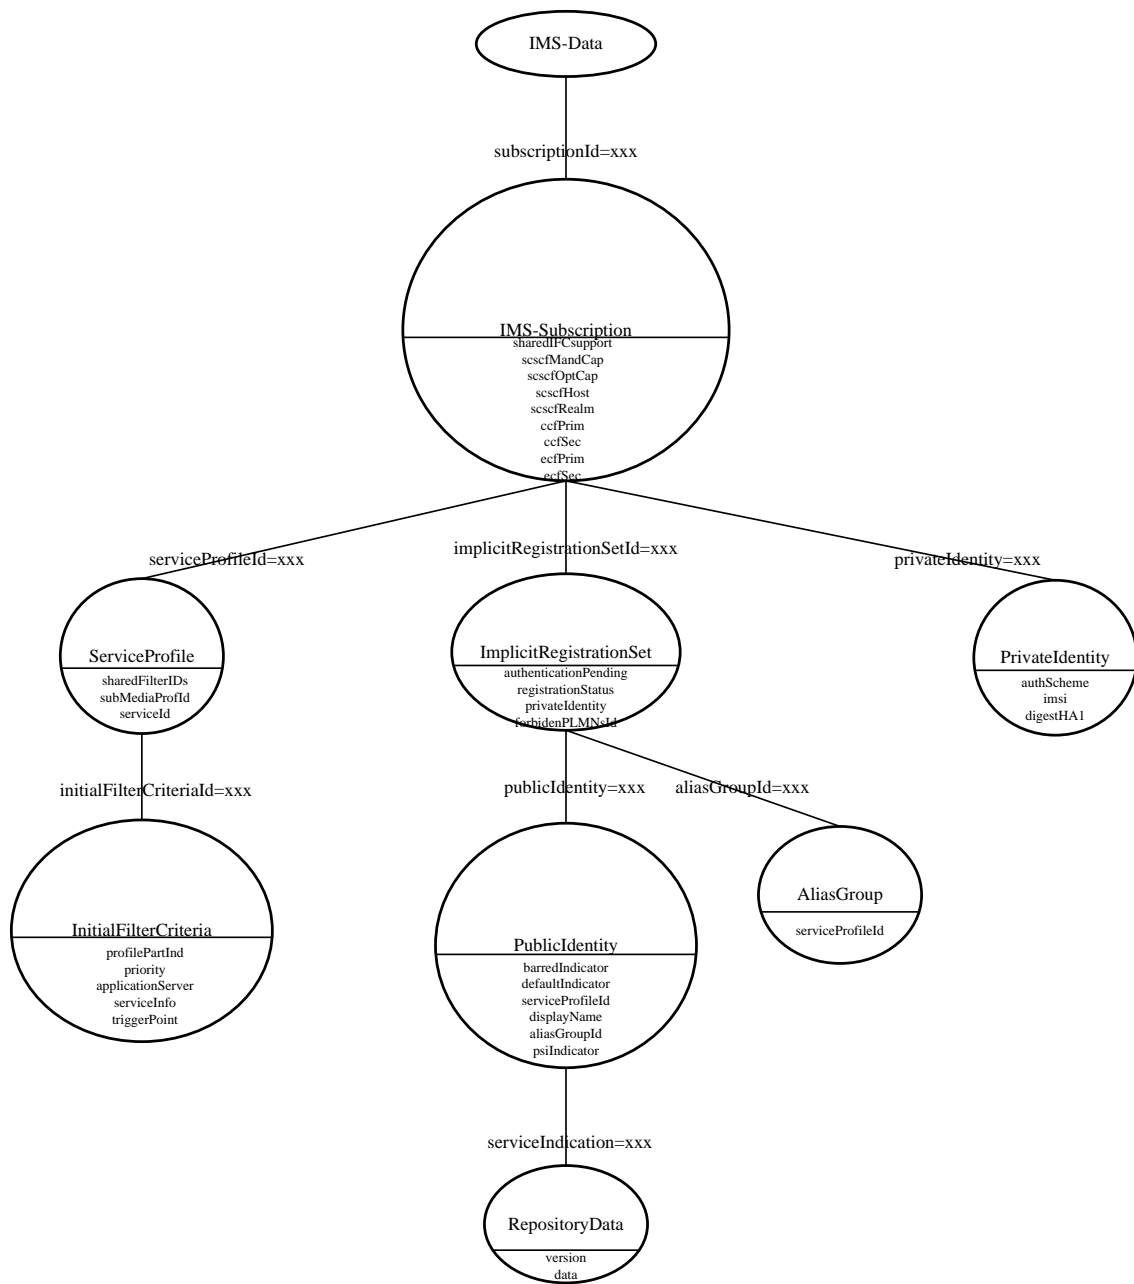 IMS-Data
subscriptionId=xxx
IMS-Subscription
sharedIFCsupport
scscfMandCap
scscfOptCap
scscfHost
scscfRealm
ccfPrim
ccfSec
ecfPrim
ecfSec
serviceProfileId=xxx
implicitRegistrationSetId=xxx
privateIdentity=xxx
ServiceProfile
sharedFilterIDs
subMediaProfId
serviceId
ImplicitRegistrationSet
authenticationPending
registrationStatus
privateIdentity
forbidenPLMNsId
PrivateIdentity
authScheme
imsi
digestHA1
initialFilterCriteriaId=xxx
publicIdentity=xxx
aliasGroupId=xxx
InitialFilterCriteria
profilePartInd
priority
applicationServer
serviceInfo
triggerPoint
PublicIdentity
barredIndicator
defaultIndicator
serviceProfileId
displayName
aliasGroupId
psiIndicator
AliasGroup
serviceProfileId
serviceIndication=xxx
RepositoryData
version
data